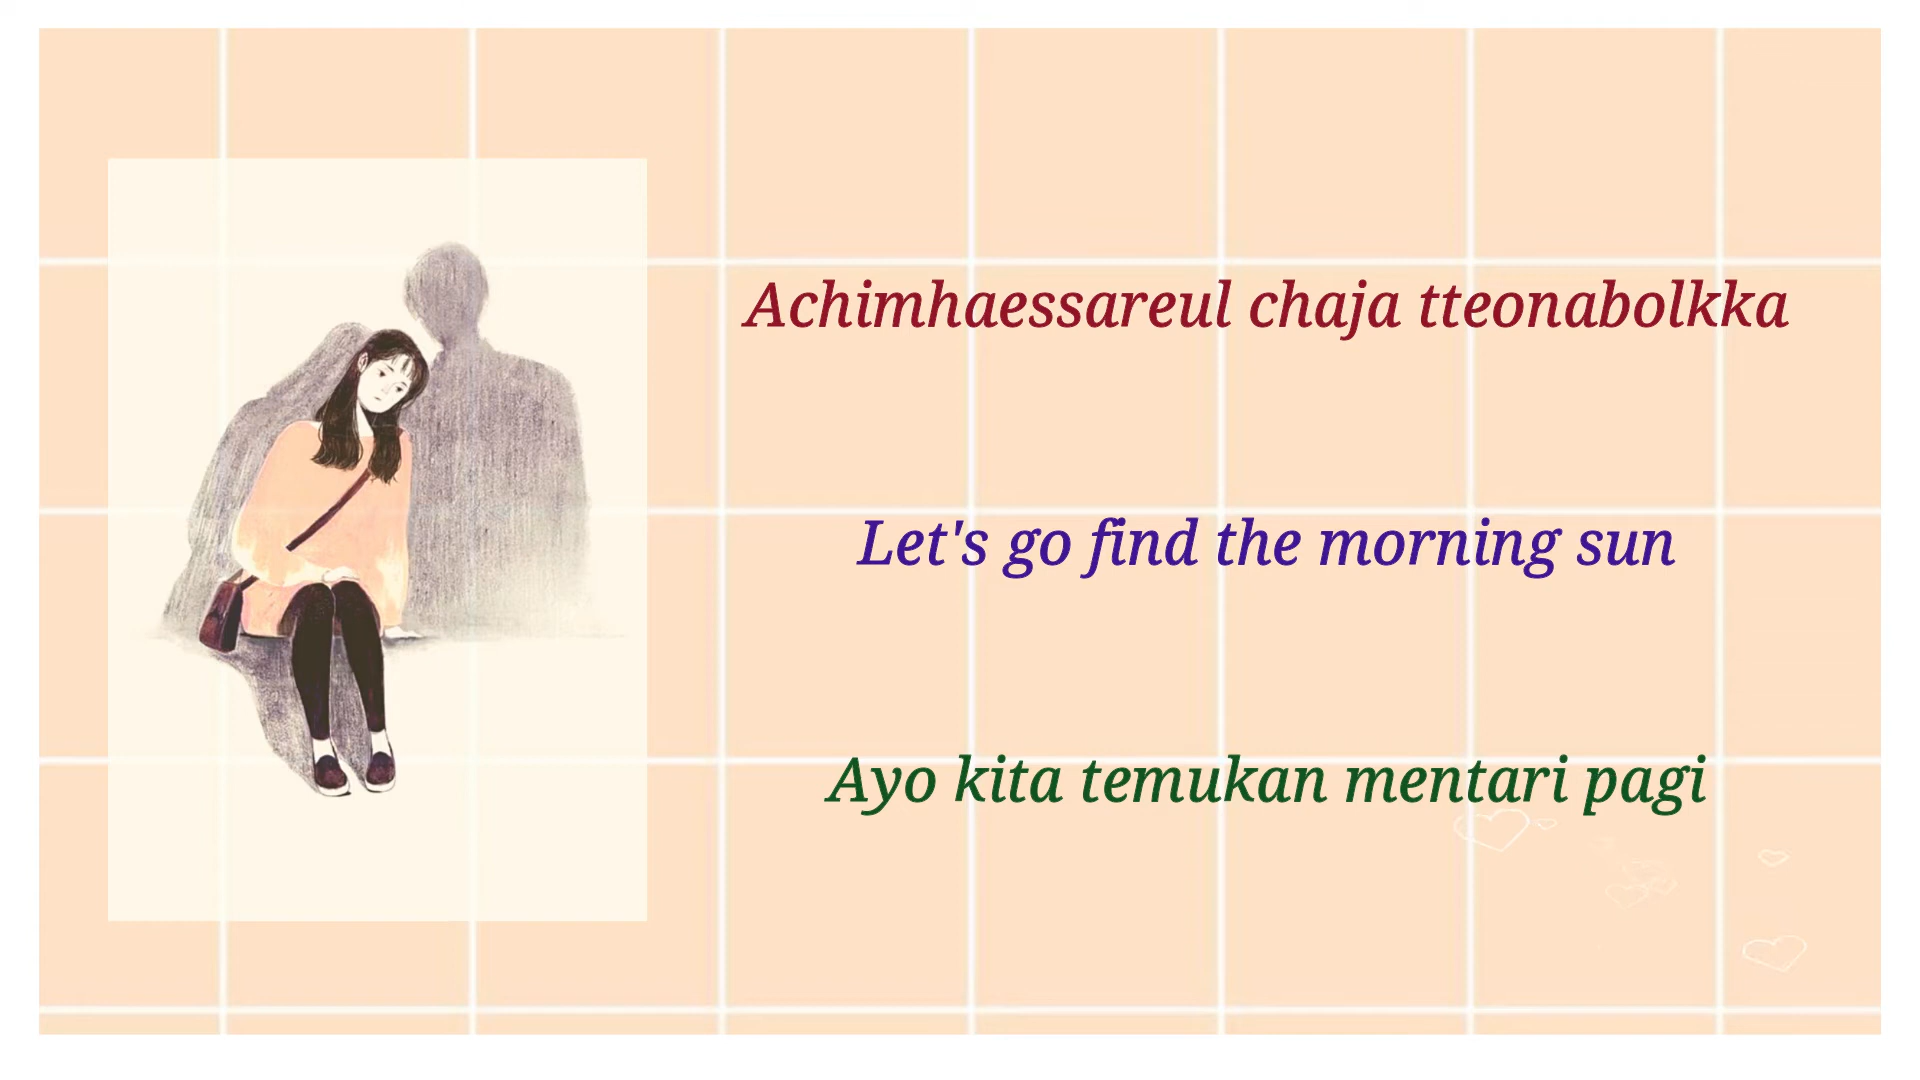 Achimhaessareul chaja tteonabolkka
Let's go find the morning sun
Ayo kita temukan mentari pagi